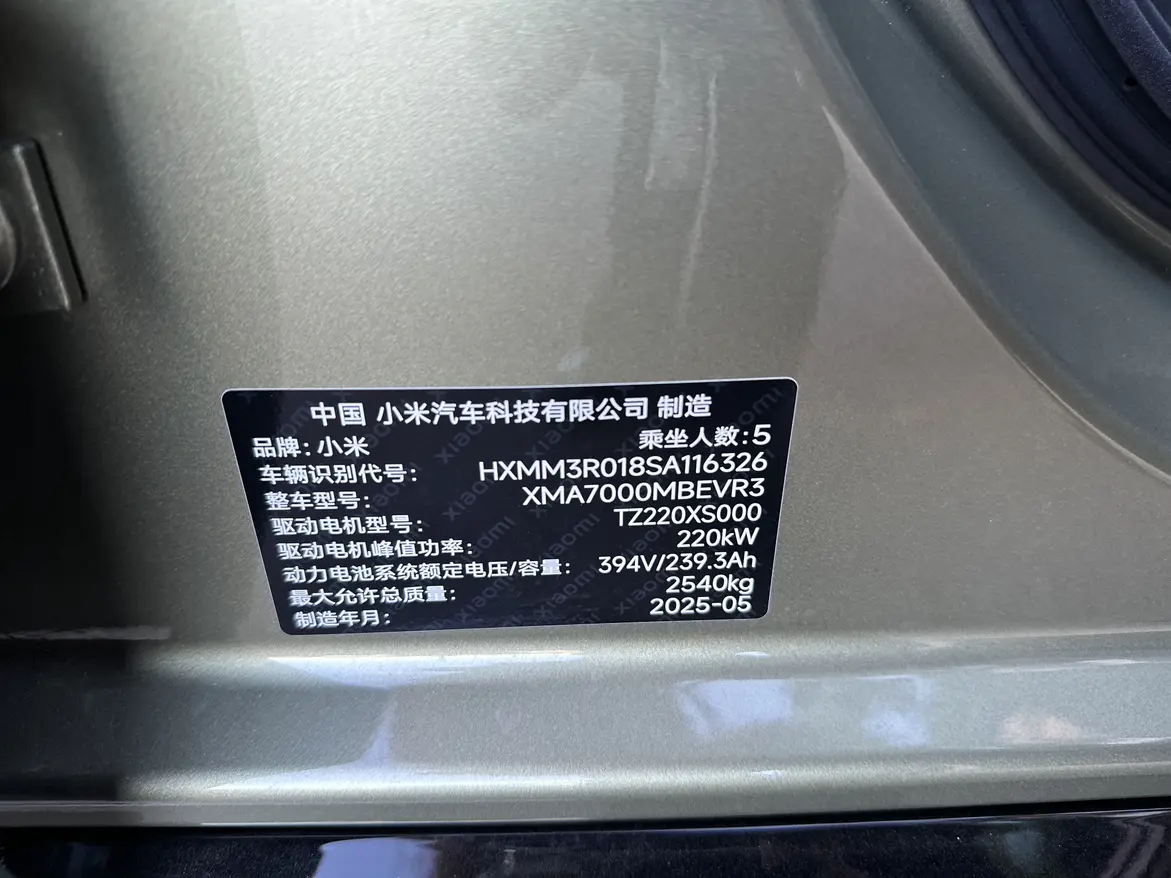 中国 小米汽车科技有限公司 制造
品牌：小米 乘坐人数：5
车辆识别代号： HXMM3R018SA116326
整车型号： XMA7000MBEVR3
驱动电机型号： TZ220XS000
驱动电机峰值功率： 220kW
动力电池系统额定电压/容量： 394V/239.3Ah
最大允许总质量： 2540kg
制造年月： 2025-05